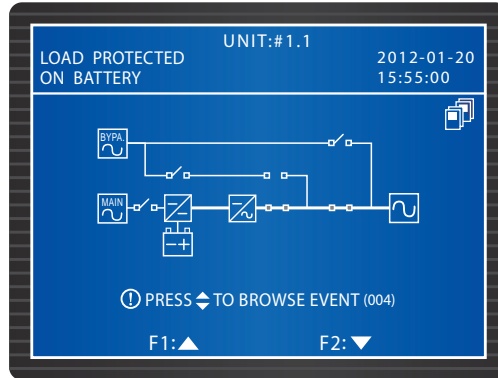 UNIT:#1.1
LOAD PROTECTED
2012-01-20
ON BATTERY
15:55:00
BYPA.
MAIN
PRESS TO BROWSE EVENT (004)
F1:
F2: